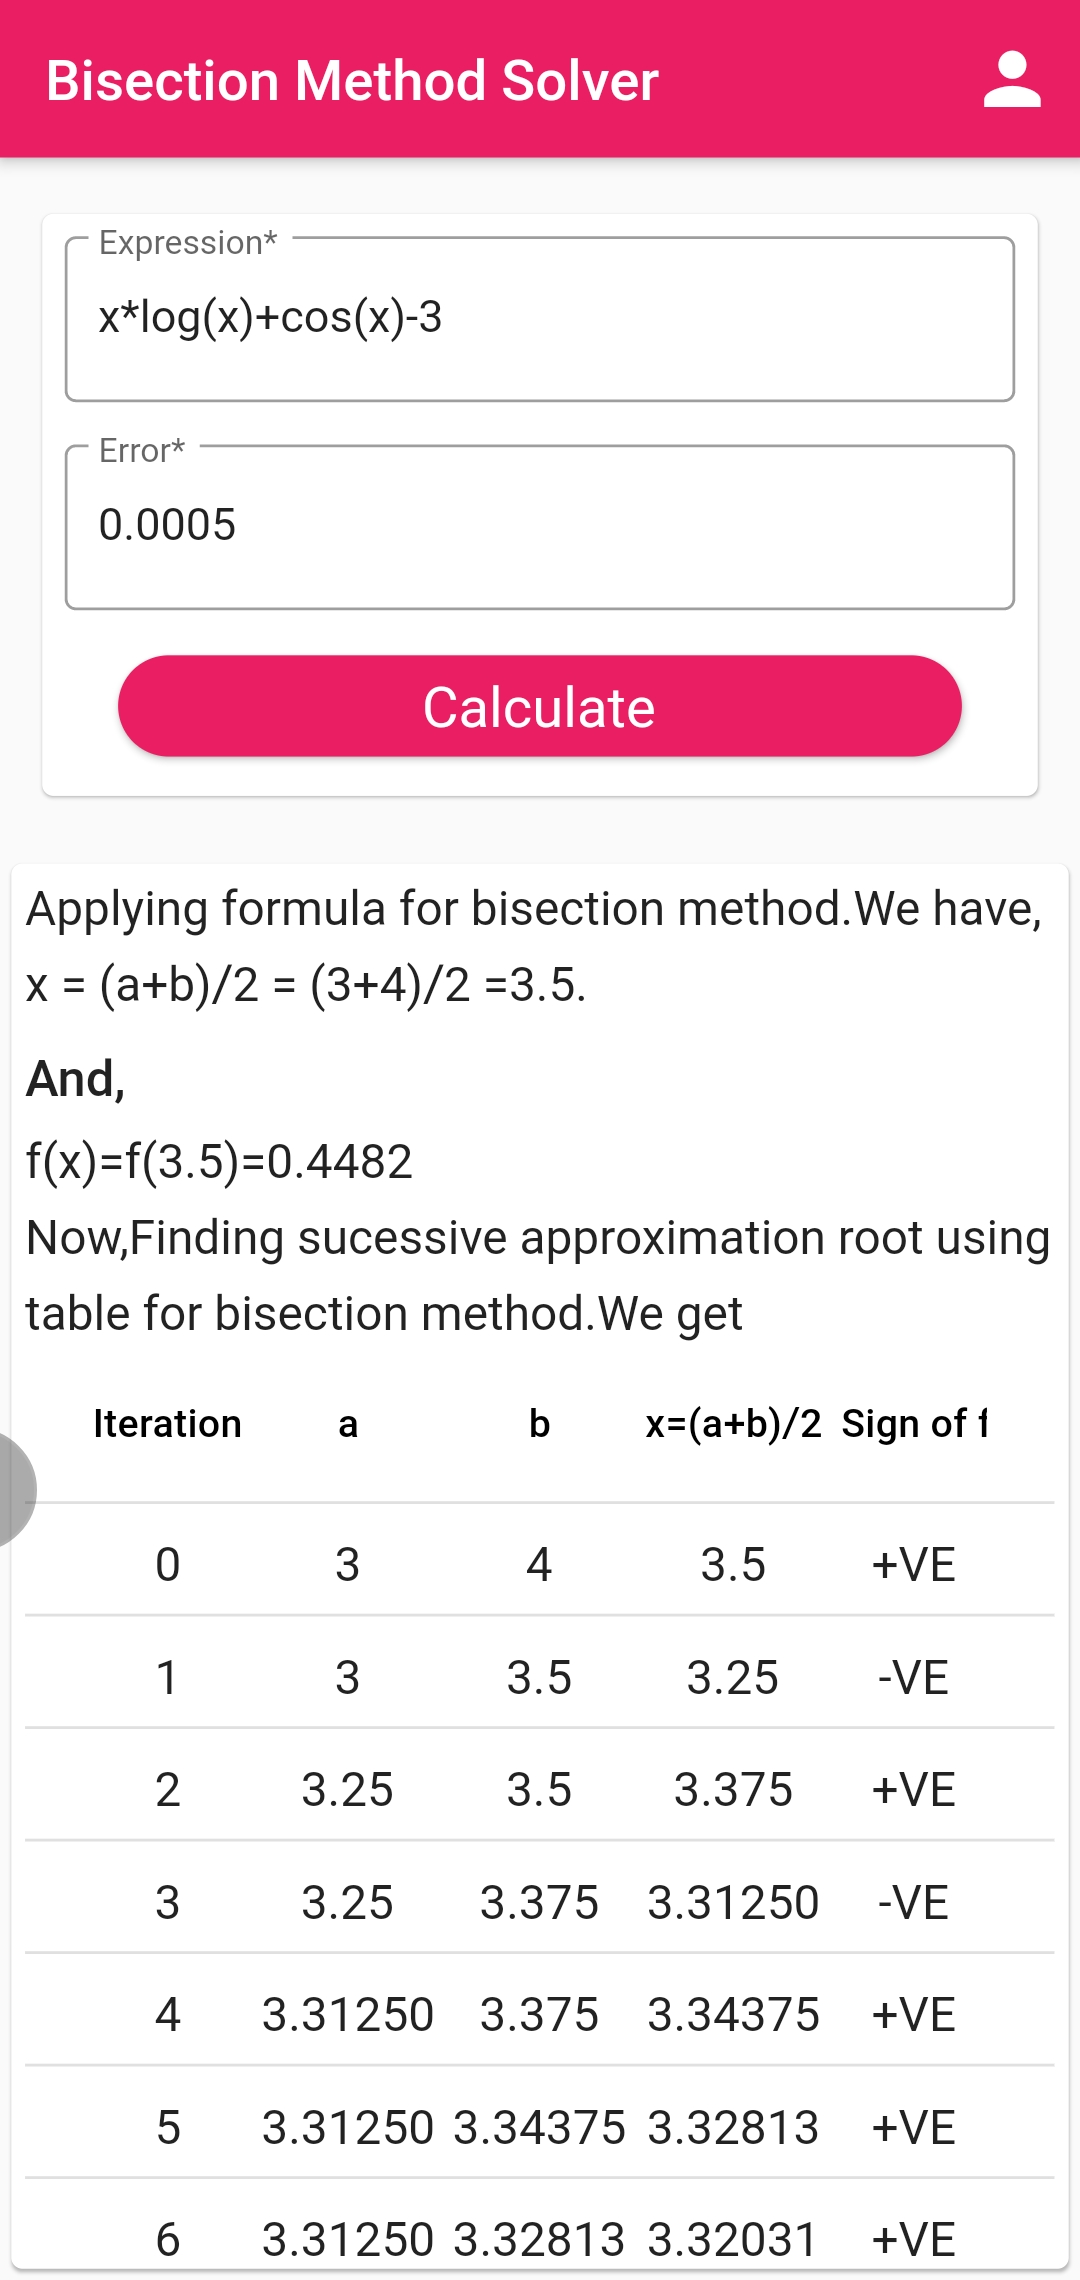 Bisection Method Solver
Expression*
x*log(x)+cos(x)-3
Error*
0.0005
Calculate
Applying formula for bisection method.We have,
x = (a+b)/2 = (3+4)/2 =3.5.
And,
f(x)=f(3.5)=0.4482
Now,Finding sucessive approximation root using
table for bisection method.We get
Iteration a b x=(a+b)/2 Sign of f
0 3 4 3.5 +VE
1 3 3.5 3.25 -VE
2 3.25 3.5 3.375 +VE
3 3.25 3.375 3.31250 -VE
4 3.31250 3.375 3.34375 +VE
5 3.31250 3.34375 3.32813 +VE
6 3.31250 3.32813 3.32031 +VE